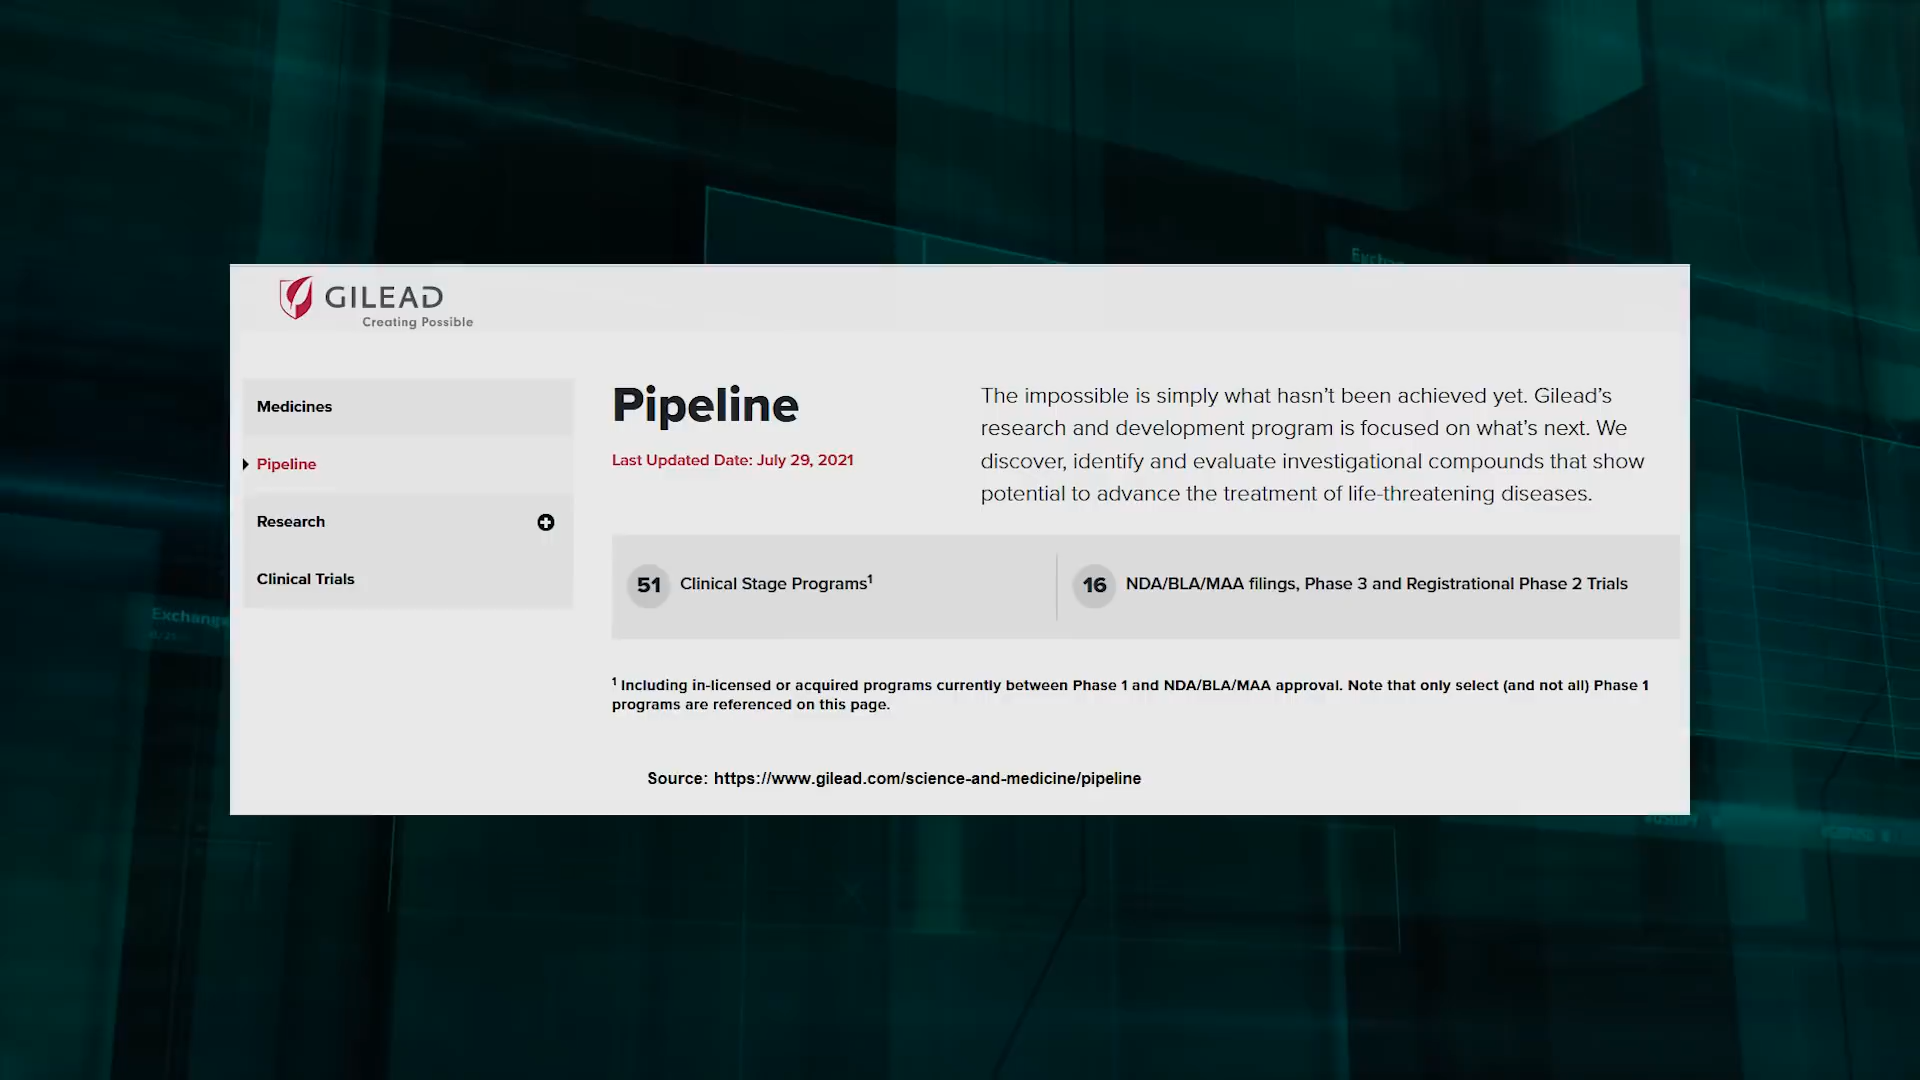 Exchange
GILEAD
Creating Possible
Medicines
Pipeline
Research
Clinical Trials
Pipeline
Last Updated Date: July 29, 2021
The impossible is simply what hasn’t been achieved yet. Gilead’s
research and development program is focused on what’s next. We
discover, identify and evaluate investigational compounds that show
potential to advance the treatment of life-threatening diseases.
51 Clinical Stage Programs¹
16 NDA/BLA/MAA filings, Phase 3 and Registrational Phase 2 Trials
¹ Including in-licensed or acquired programs currently between Phase 1 and NDA/BLA/MAA approval. Note that only select (and not all) Phase 1
programs are referenced on this page.
Source: https://www.gilead.com/science-and-medicine/pipeline